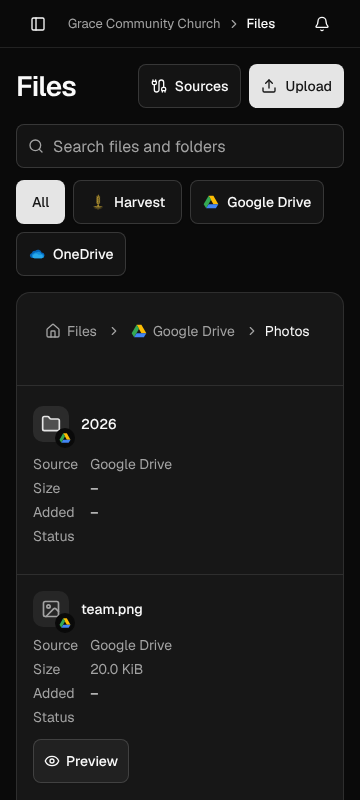 Grace Community Church > Files
Files
Sources
Upload
Search files and folders
All
Harvest
Google Drive
OneDrive
Files > Google Drive > Photos
2026
Source Google Drive
Size –
Added –
Status
team.png
Source Google Drive
Size 20.0 KiB
Added –
Status
Preview